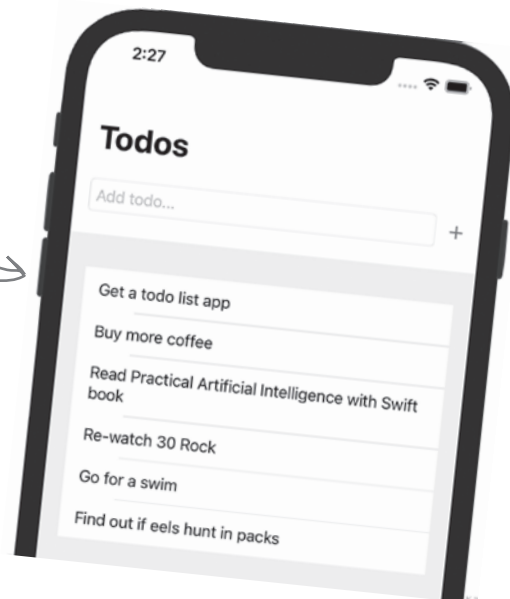 2:27
Todos
Add todo...
+
Get a todo list app
Buy more coffee
Read Practical Artificial Intelligence with Swift
book
Re-watch 30 Rock
Go for a swim
Find out if eels hunt in packs